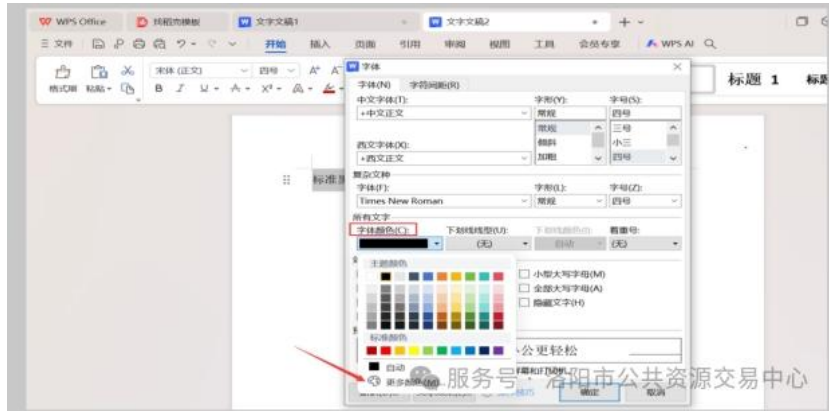 WPS Office 找稻壳模板 文字文稿1 文字文稿2
文件 开始 插入 页面 引用 审阅 视图 工具 会员专享 WPS AI
格式刷 粘贴 宋体 (正文) 四号 标题 1
字体
字体(N) 字符间距(R)
中文字体(T): 字形(Y): 字号(S):
+中文正文 常规 四号
常规 三号
倾斜 小三
西文字体(X):
+西文正文 加粗 四号
复杂文种
字体(F): 字形(L): 字号(Z):
Times New Roman 常规 四号
所有文字
字体颜色(C): 下划线线型(U): 下划线颜色(I): 着重号:
(无) 自动 (无)
主题颜色
小型大写字母(M)
全部大写字母(A)
隐藏文字(H)
标准颜色
公更轻松
自动
更多颜色(M)...
服务号 · 洛阳市公共资源交易中心
确定 取消